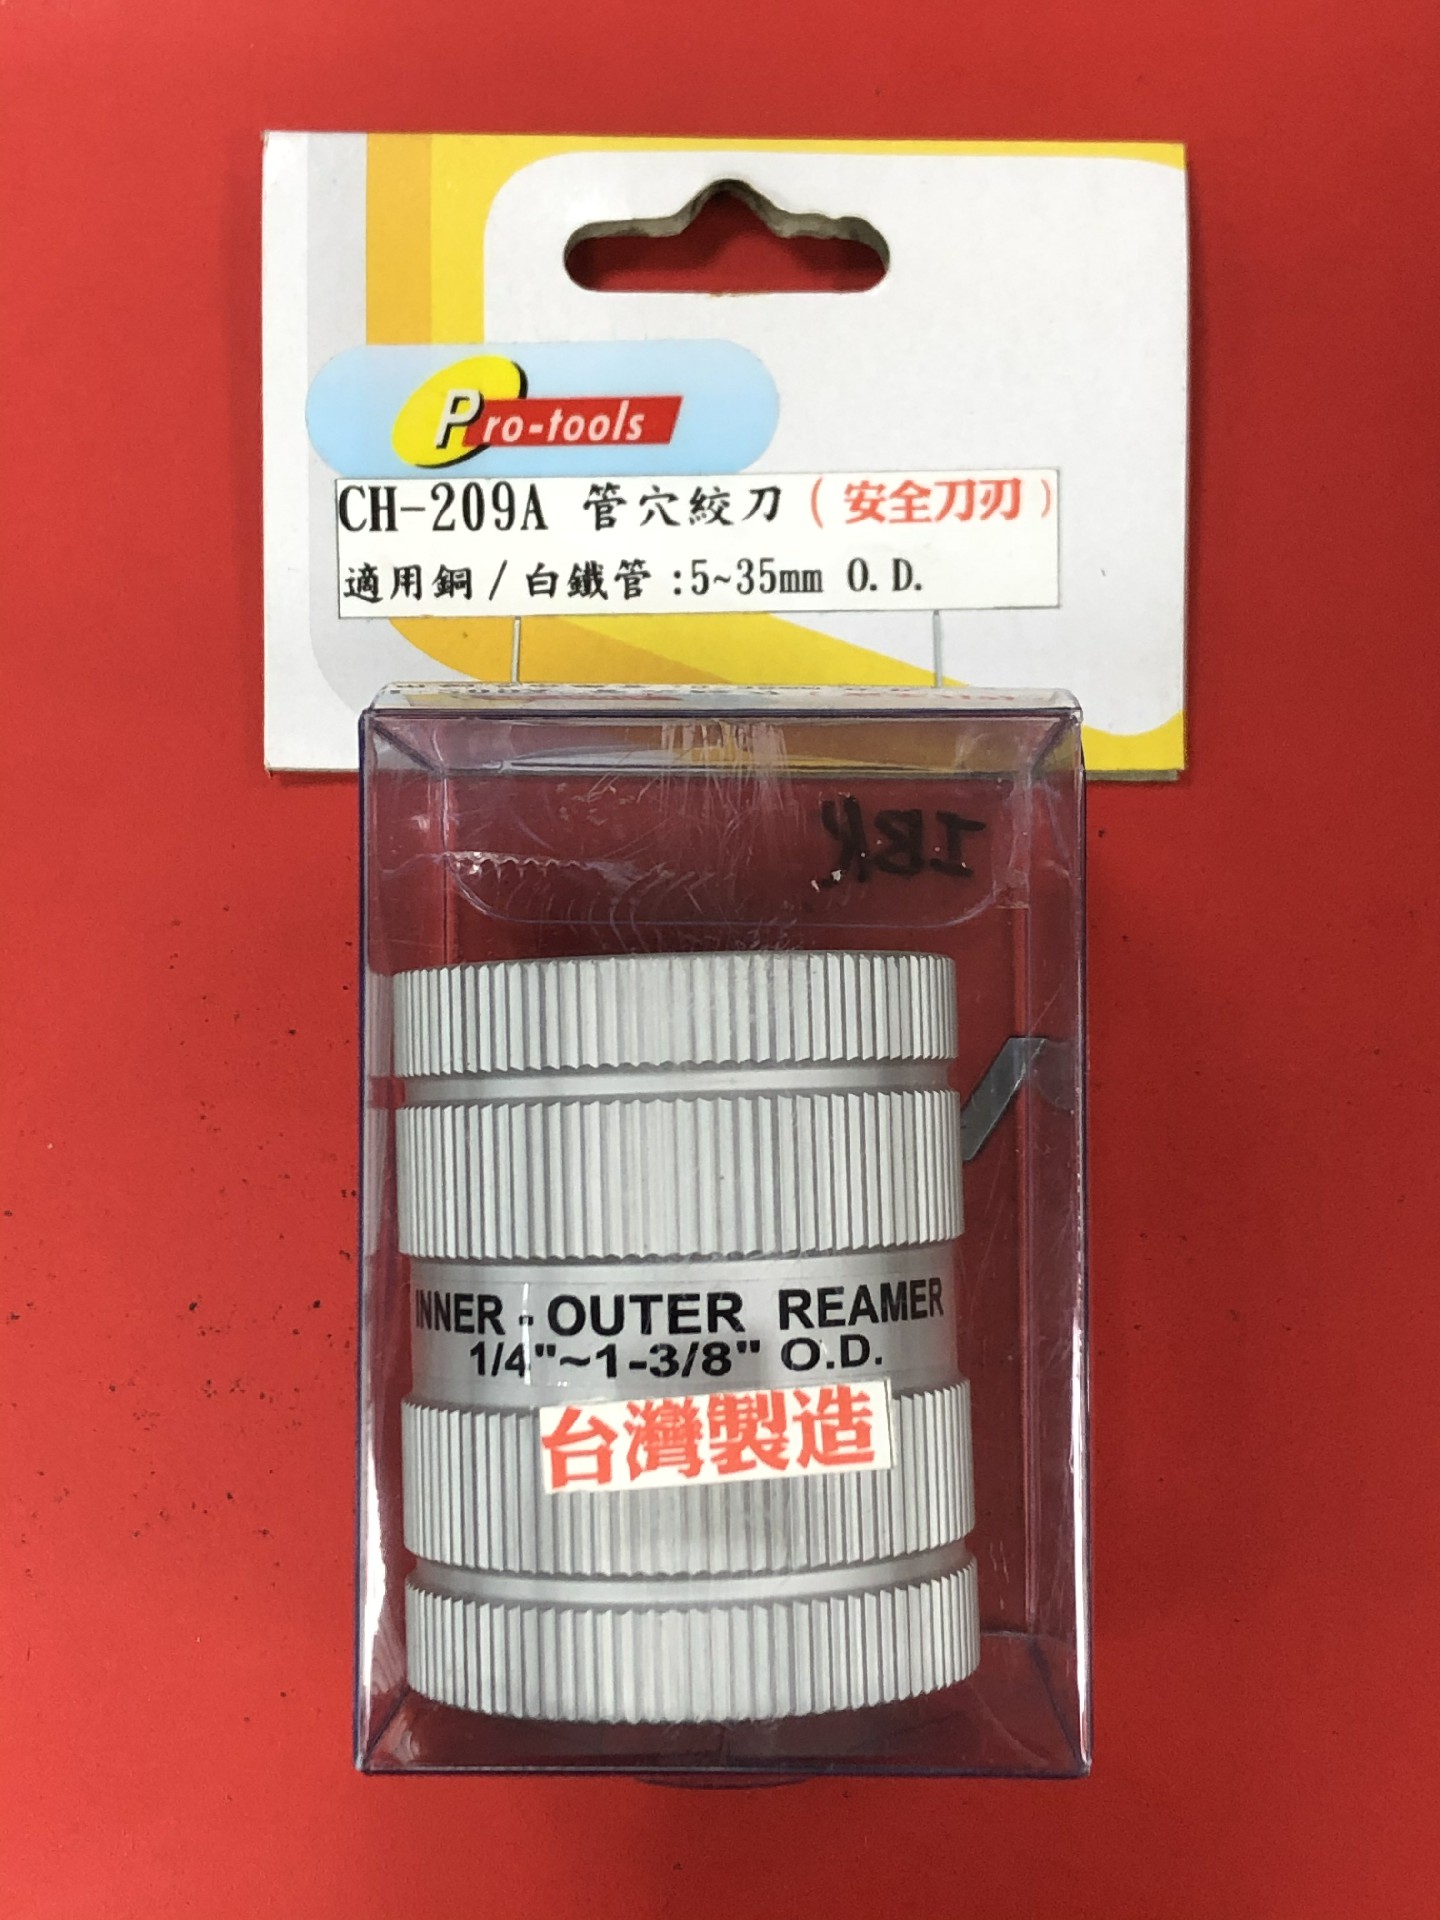 Pro-tools
CH-209A 管穴絞刀(安全刀刃)
適用銅/白鐵管:5~35mm O.D.
IBK
INNER-OUTER REAMER
1/4"~1-3/8" O.D.
台灣製造